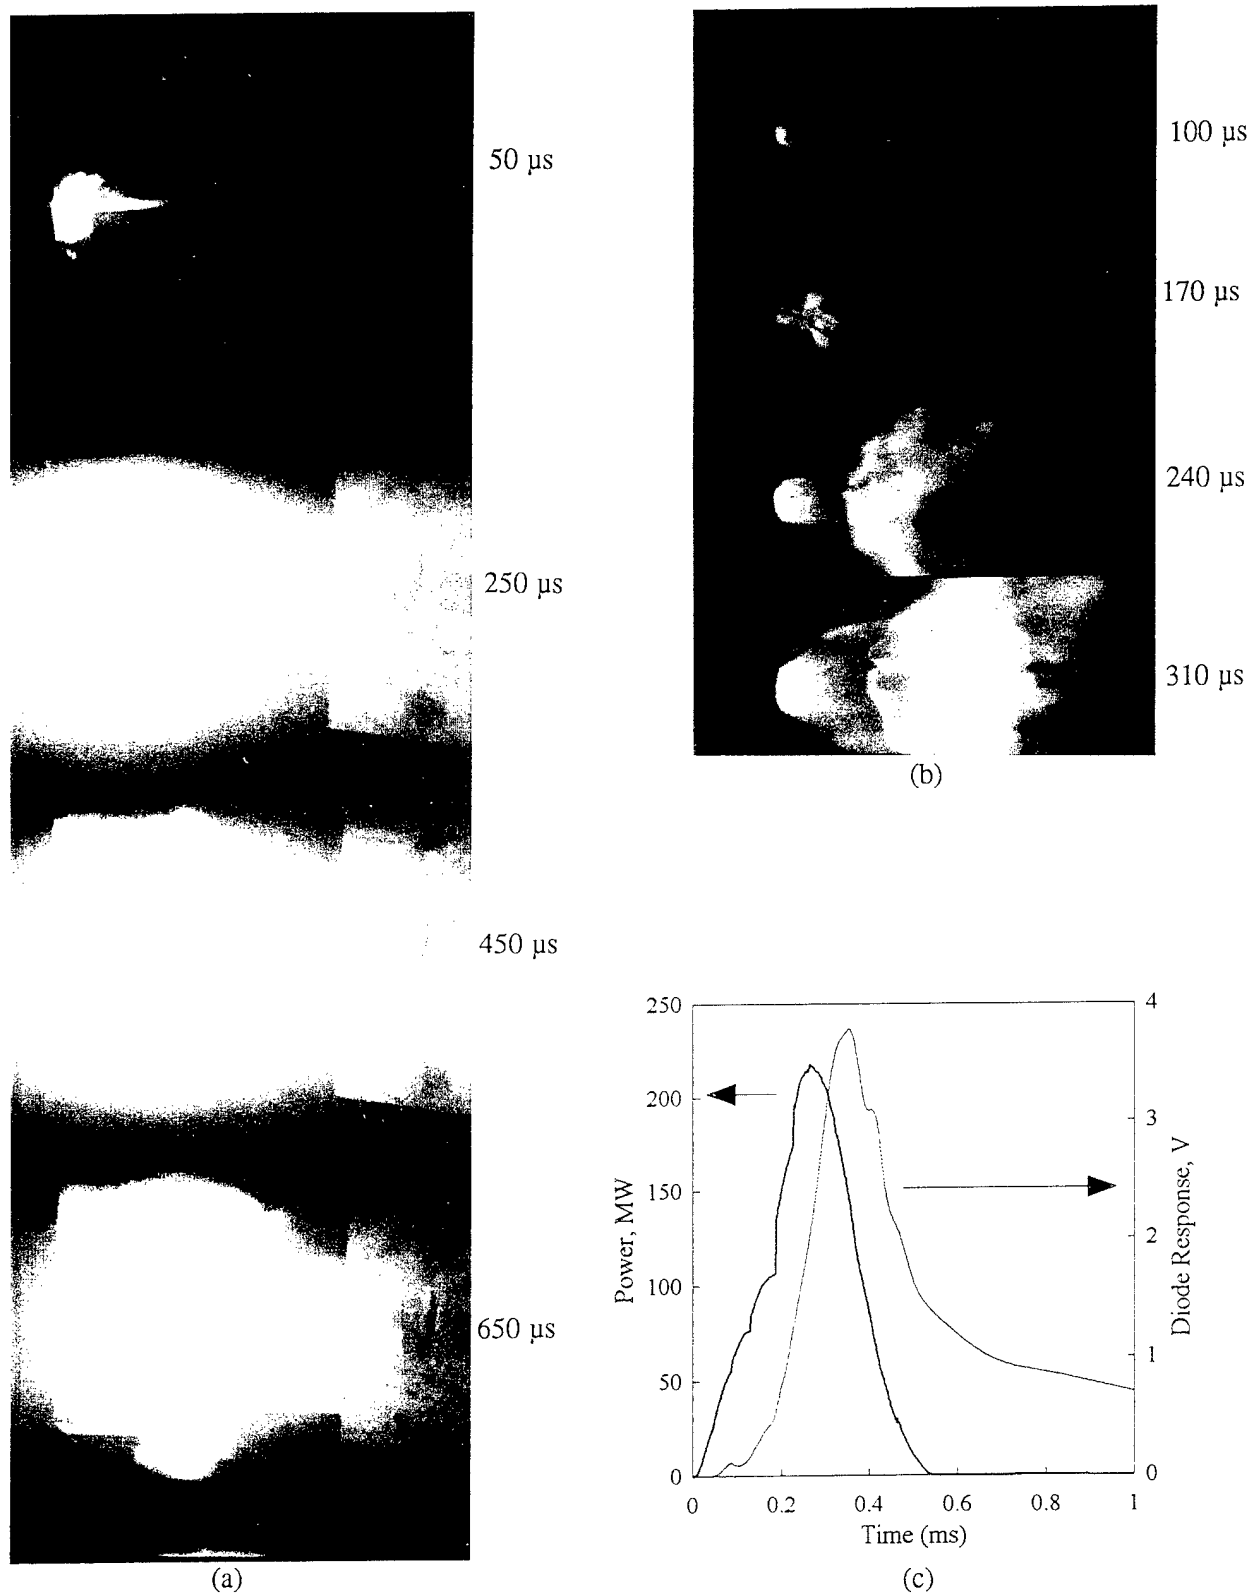 50 µs
250 µs
450 µs
650 µs
(a)
100 µs
170 µs
240 µs
310 µs
(b)
250
200
150
100
50
0
Power, MW
4
3
2
1
0
Diode Response, V
0 0.2 0.4 0.6 0.8 1
Time (ms)
(c)